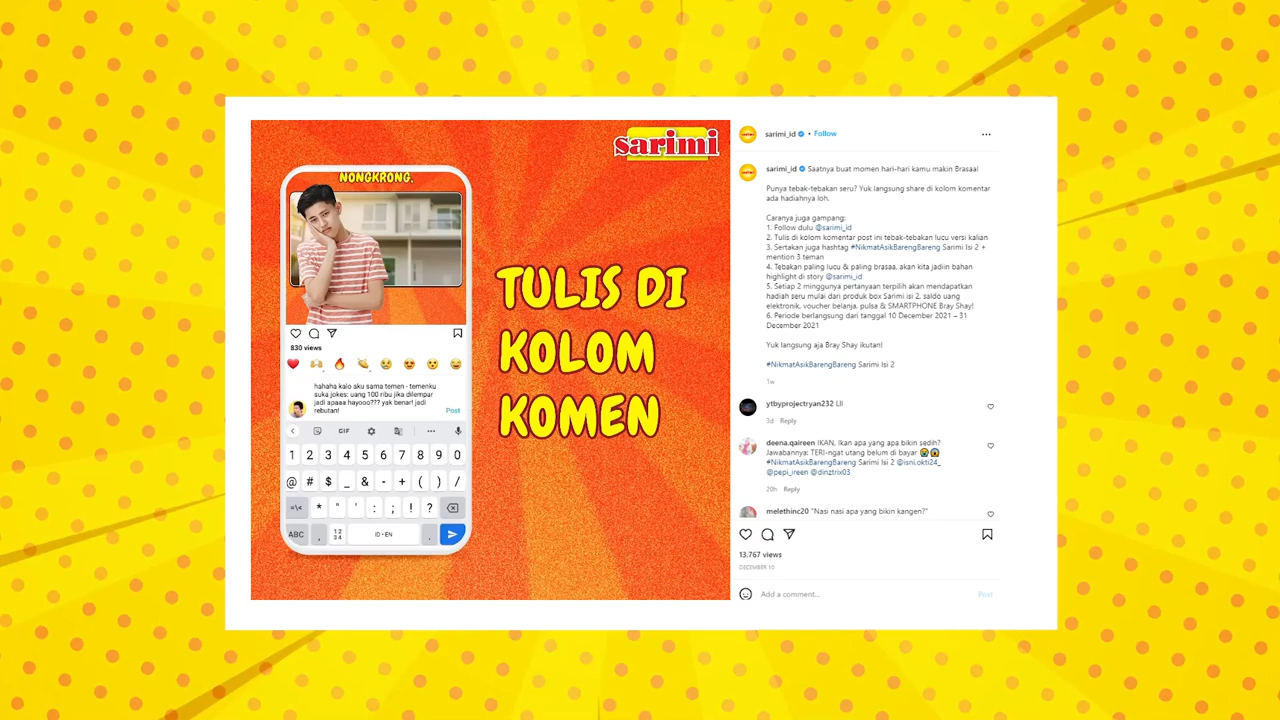 sarimi
NONGKRONG.
830 views
hahaha kalo aku sama temen - temenku
suka jokes: uang 100 ribu jika dilempar
jadi apaaa hayooo??? yak benar! jadi
rebutan!
Post
GIF
1 2 3 4 5 6 7 8 9 0
@ # $ _ & - + ( ) /
=\< * " ' : ; ! ?
ABC , 1 2 3 4 ID - EN .
TULIS DI
KOLOM
KOMEN
sarimi_id • Follow
sarimi_id Saatnya buat momen hari-hari kamu makin Brasaa!
Punya tebak-tebakan seru? Yuk langsung share di kolom komentar
ada hadiahnya loh.
Caranya juga gampang:
1. Follow dulu @sarimi_id
2. Tulis di kolom komentar post ini tebak-tebakan lucu versi kalian
3. Sertakan juga hashtag #NikmatAsikBarengBareng Sarimi Isi 2 +
mention 3 teman
4. Tebakan paling lucu & paling brasaa, akan kita jadiin bahan
highlight di story @sarimi_id
5. Setiap 2 minggunya pertanyaan terpilih akan mendapatkan
hadiah seru mulai dari produk box Sarimi isi 2, saldo uang
elektronik, voucher belanja, pulsa & SMARTPHONE Bray Shay!
6. Periode berlangsung dari tanggal 10 December 2021 – 31
December 2021
Yuk langsung aja Bray Shay ikutan!
#NikmatAsikBarengBareng Sarimi Isi 2
1w
ytbyprojectryan232 Lll
3d Reply
deena.qaireen IKAN, Ikan apa yang apa bikin sedih?
Jawabannya: TERI-ngat utang belum di bayar
#NikmatAsikBarengBareng Sarimi Isi 2 @isni.okti24_
@pepi_ireen @dinztrix03
20h Reply
melethinc20 "Nasi nasi apa yang bikin kangen?"
13.767 views
DECEMBER 10
Add a comment...
Post